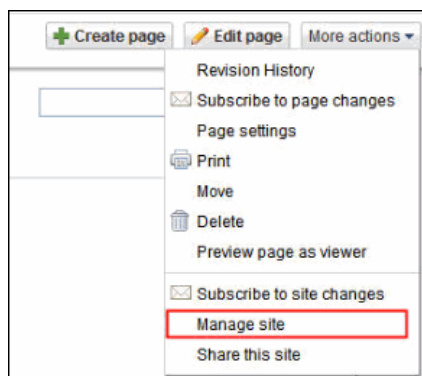 Create page Edit page More actions
Revision History
Subscribe to page changes
Page settings
Print
Move
Delete
Preview page as viewer
Subscribe to site changes
Manage site
Share this site